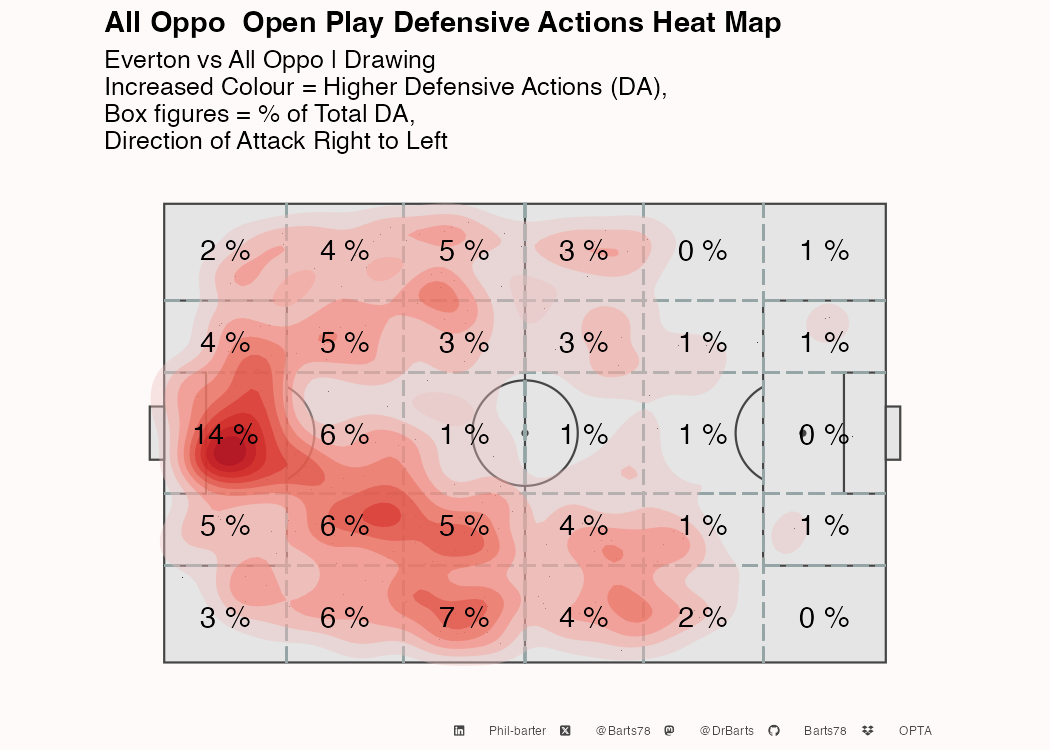 All Oppo  Open Play Defensive Actions Heat Map
Everton vs All Oppo | Drawing
Increased Colour = Higher Defensive Actions (DA),
Box figures = % of Total DA,
Direction of Attack Right to Left
2 % 4 % 5 % 3 % 0 % 1 %
4 % 5 % 3 % 3 % 1 % 1 %
14 % 6 % 1 % 1 % 1 % 0 %
5 % 6 % 5 % 4 % 1 % 1 %
3 % 6 % 7 % 4 % 2 % 0 %
Phil-barter @Barts78 @DrBarts Barts78 OPTA